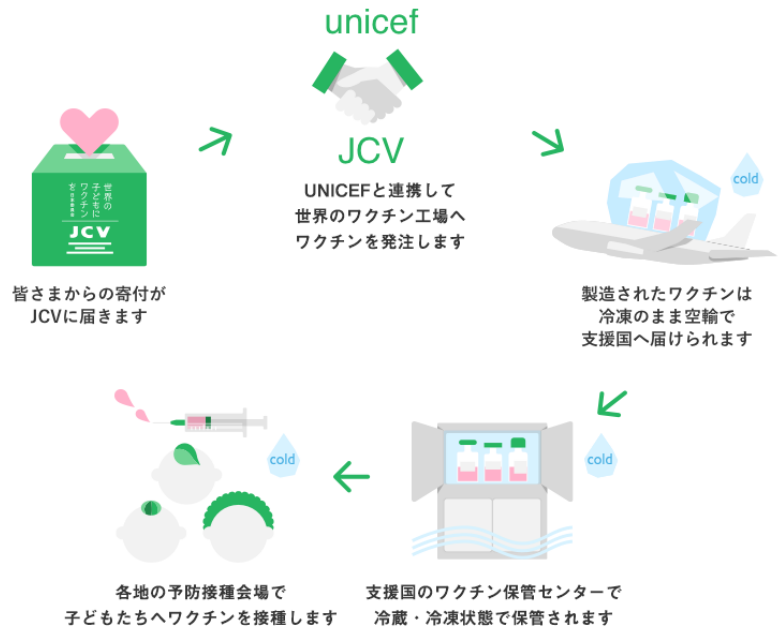 unicef
JCV
UNICEFと連携して
世界のワクチン工場へ
ワクチンを発注します
世界の
子どもに
ワクチン
を
JCV
皆さまからの寄付が
JCVに届きます
cold
製造されたワクチンは
冷凍のまま空輸で
支援国へ届けられます
cold
支援国のワクチン保管センターで
冷蔵・冷凍状態で保管されます
cold
各地の予防接種会場で
子どもたちへワクチンを接種します